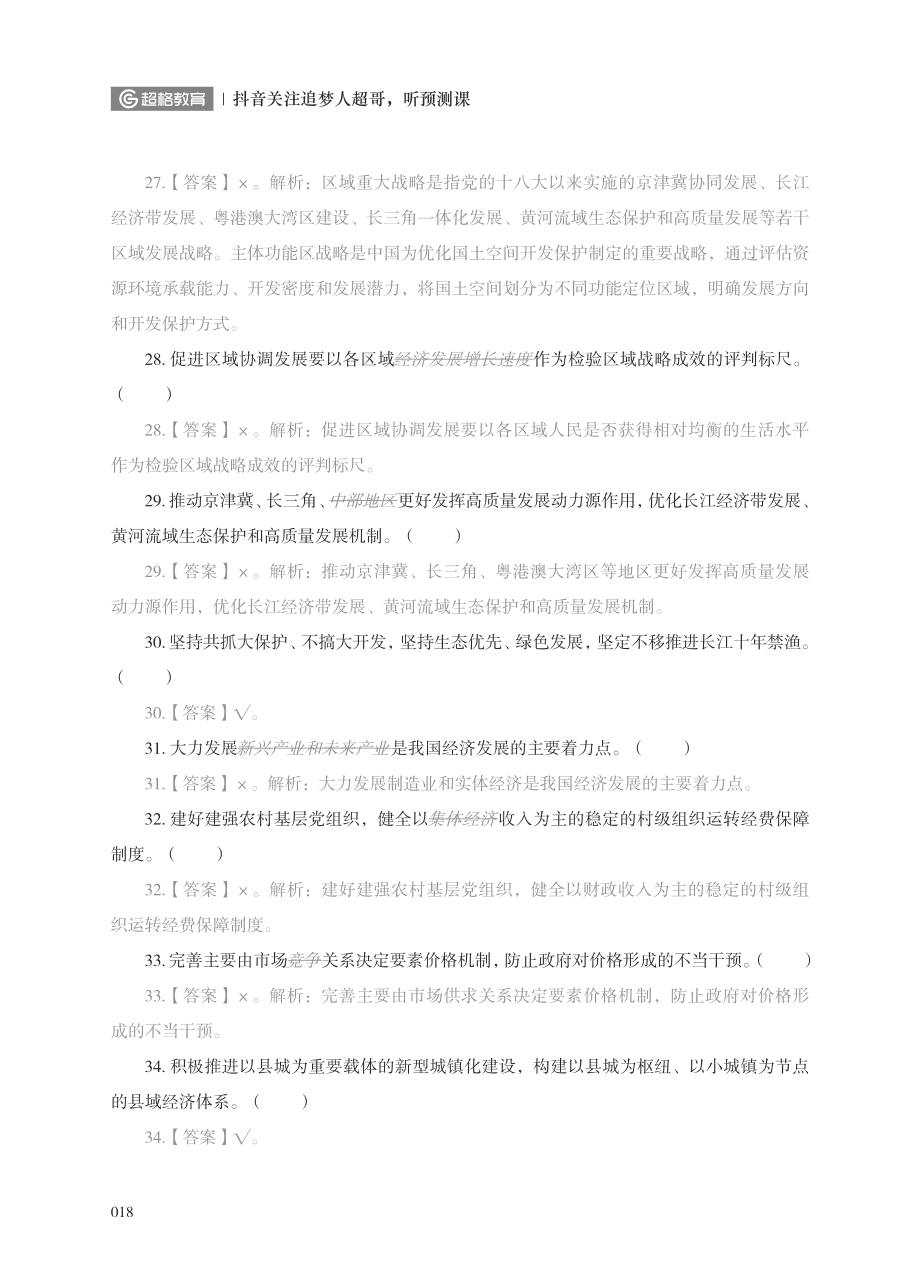 超格教育 | 抖音关注追梦人超哥，听预测课
27.【答案】×。解析：区域重大战略是指党的十八大以来实施的京津冀协同发展、长江
经济带发展、粤港澳大湾区建设、长三角一体化发展、黄河流域生态保护和高质量发展等若干
区域发展战略。主体功能区战略是中国为优化国土空间开发保护制定的重要战略，通过评估资
源环境承载能力、开发密度和发展潜力，将国土空间划分为不同功能定位区域，明确发展方向
和开发保护方式。
28. 促进区域协调发展要以各区域经济发展增长速度作为检验区域战略成效的评判标尺。
（　　）
28.【答案】×。解析：促进区域协调发展要以各区域人民是否获得相对均衡的生活水平
作为检验区域战略成效的评判标尺。
29. 推动京津冀、长三角、中部地区更好发挥高质量发展动力源作用，优化长江经济带发展、
黄河流域生态保护和高质量发展机制。（　　）
29.【答案】×。解析：推动京津冀、长三角、粤港澳大湾区等地区更好发挥高质量发展
动力源作用，优化长江经济带发展、黄河流域生态保护和高质量发展机制。
30. 坚持共抓大保护、不搞大开发，坚持生态优先、绿色发展，坚定不移推进长江十年禁渔。
（　　）
30.【答案】√。
31. 大力发展新兴产业和未来产业是我国经济发展的主要着力点。（　　）
31.【答案】×。解析：大力发展制造业和实体经济是我国经济发展的主要着力点。
32. 建好建强农村基层党组织，健全以集体经济收入为主的稳定的村级组织运转经费保障
制度。（　　）
32.【答案】×。解析：建好建强农村基层党组织，健全以财政收入为主的稳定的村级组
织运转经费保障制度。
33. 完善主要由市场竞争关系决定要素价格机制，防止政府对价格形成的不当干预。（　　）
33.【答案】×。解析：完善主要由市场供求关系决定要素价格机制，防止政府对价格形
成的不当干预。
34. 积极推进以县城为重要载体的新型城镇化建设，构建以县城为枢纽、以小城镇为节点
的县域经济体系。（　　）
34.【答案】√。
018